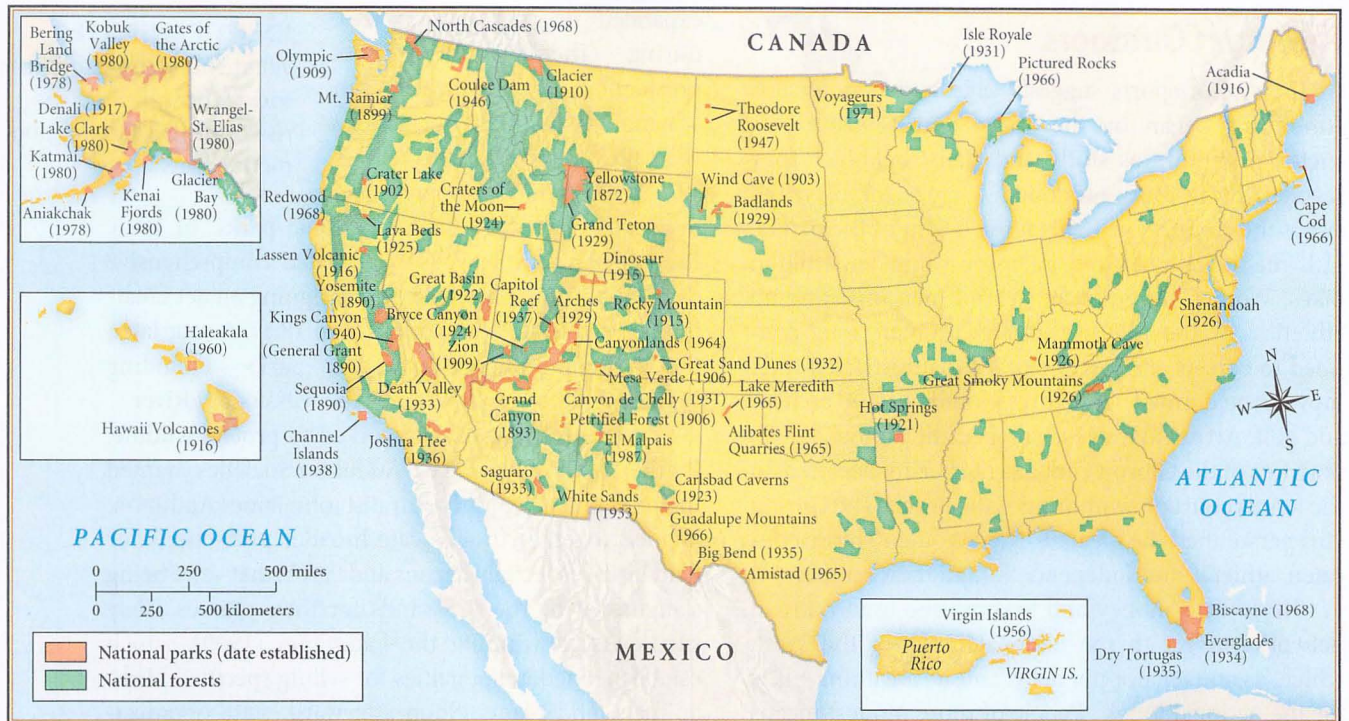 Bering
Land
Bridge
(1978)
Kobuk
Valley
(1980)
Gates of
the Arctic
(1980)
Denali (1917)
Lake Clark
(1980)
Katmai
(1980)
Aniakchak
(1978)
Kenai
Fjords
(1980)
Wrangel-
St. Elias
(1980)
Glacier
Bay
(1980)
Haleakala
(1960)
Hawaii Volcanoes
(1916)
PACIFIC OCEAN
0 250 500 miles
0 250 500 kilometers
National parks (date established)
National forests
CANADA
North Cascades (1968)
Olympic
(1909)
Mt. Rainier
(1899)
Coulee Dam
(1946)
Glacier
(1910)
Crater Lake
(1902)
Craters of
the Moon
(1924)
Yellowstone
(1872)
Grand Teton
(1929)
Redwood
(1968)
Lava Beds
(1925)
Lassen Volcanic
(1916)
Yosemite
(1890)
Kings Canyon
(1940)
(General Grant
1890)
Sequoia
(1890)
Channel
Islands
(1938)
Great Basin
(1922)
Capitol
Reef
(1937)
Bryce Canyon
(1924)
Zion
(1909)
Death Valley
(1933)
Joshua Tree
(1936)
Dinosaur
(1915)
Arches
(1929)
Rocky Mountain
(1915)
Canyonlands (1964)
Great Sand Dunes (1932)
Mesa Verde (1906)
Grand
Canyon
(1893)
Canyon de Chelly (1931)
Petrified Forest (1906)
El Malpais
(1987)
Saguaro
(1933)
White Sands
(1933)
Carlsbad Caverns
(1923)
Guadalupe Mountains
(1966)
Big Bend (1935)
Amistad (1965)
Lake Meredith
(1965)
Alibates Flint
Quarries (1965)
Theodore
Roosevelt
(1947)
Wind Cave (1903)
Badlands
(1929)
Voyageurs
(1971)
Isle Royale
(1931)
Pictured Rocks
(1966)
Acadia
(1916)
Cape
Cod
(1966)
Shenandoah
(1926)
Mammoth Cave
(1926)
Great Smoky Mountains
(1926)
Hot Springs
(1921)
N
W
E
S
ATLANTIC
OCEAN
MEXICO
Virgin Islands
(1956)
Puerto
Rico
VIRGIN IS.
Biscayne (1968)
Everglades
(1934)
Dry Tortugas
(1935)